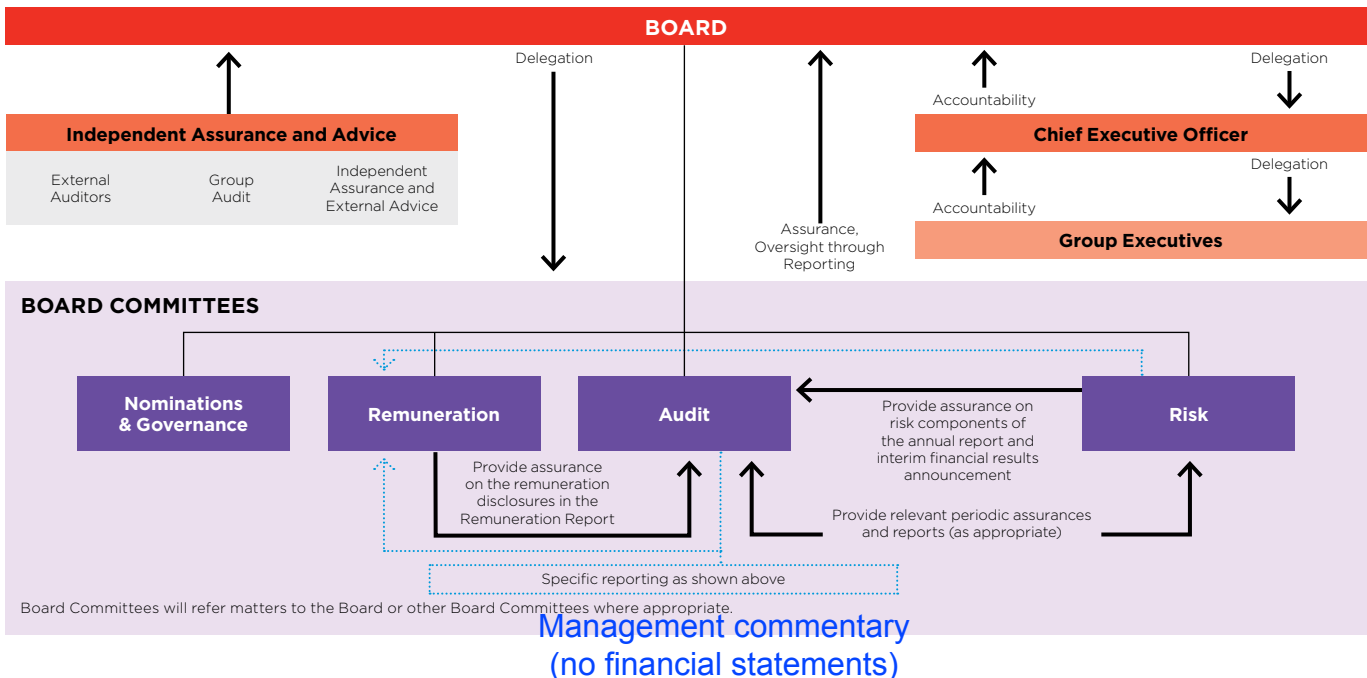 BOARD
Delegation
Accountability
Delegation
Independent Assurance and Advice
Chief Executive Officer
External
Auditors
Group
Audit
Independent
Assurance and
External Advice
Accountability
Delegation
Assurance,
Oversight through
Reporting
Group Executives
BOARD COMMITTEES
Nominations
& Governance
Remuneration
Audit
Provide assurance on
risk components of
the annual report and
interim financial results
announcement
Risk
Provide assurance
on the remuneration
disclosures in the
Remuneration Report
Provide relevant periodic assurances
and reports (as appropriate)
Specific reporting as shown above
Board Committees will refer matters to the Board or other Board Committees where appropriate.
Management commentary
(no financial statements)